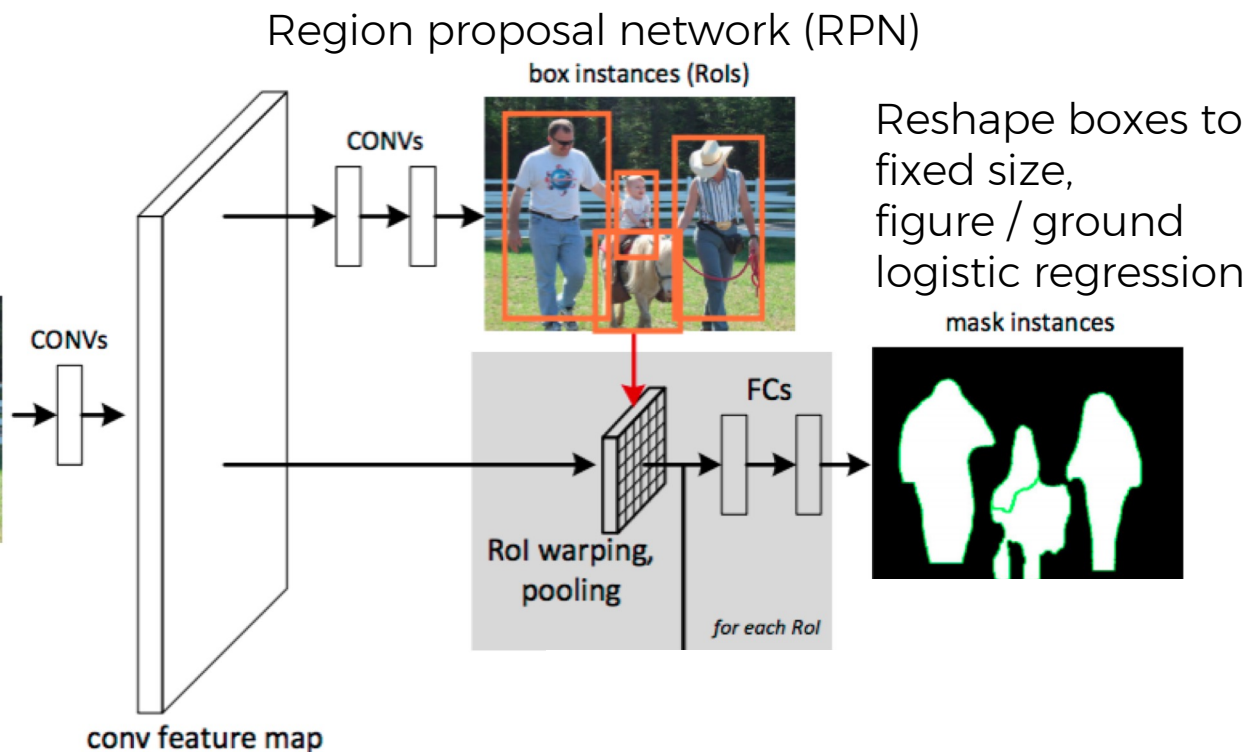 Region proposal network (RPN)
box instances (RoIs)
CONVs
Reshape boxes to
fixed size,
figure / ground
logistic regression
mask instances
CONVs
FCs
RoI warping,
pooling
for each RoI
conv feature map